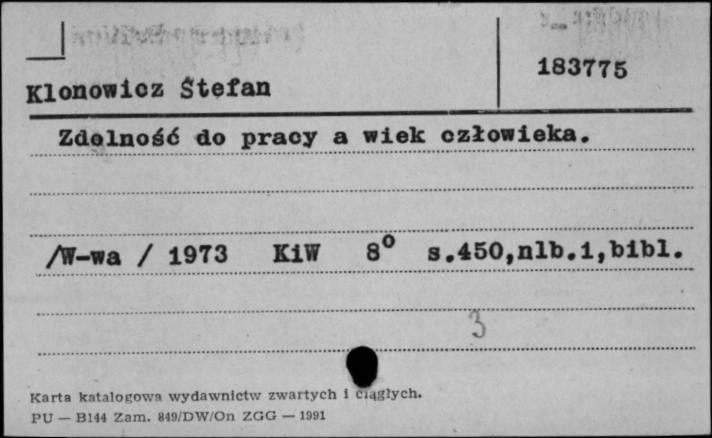 183775
Klonowicz Stefan
Zdolność do pracy a wiek człowieka.
/W-wa / 1973 KiW 8° s.450,nlb.1,bibl.
3
Karta katalogowa wydawnictw zwartych i ciągłych.
PU — B144 Zam. 849/DW/On ZGG — 1991